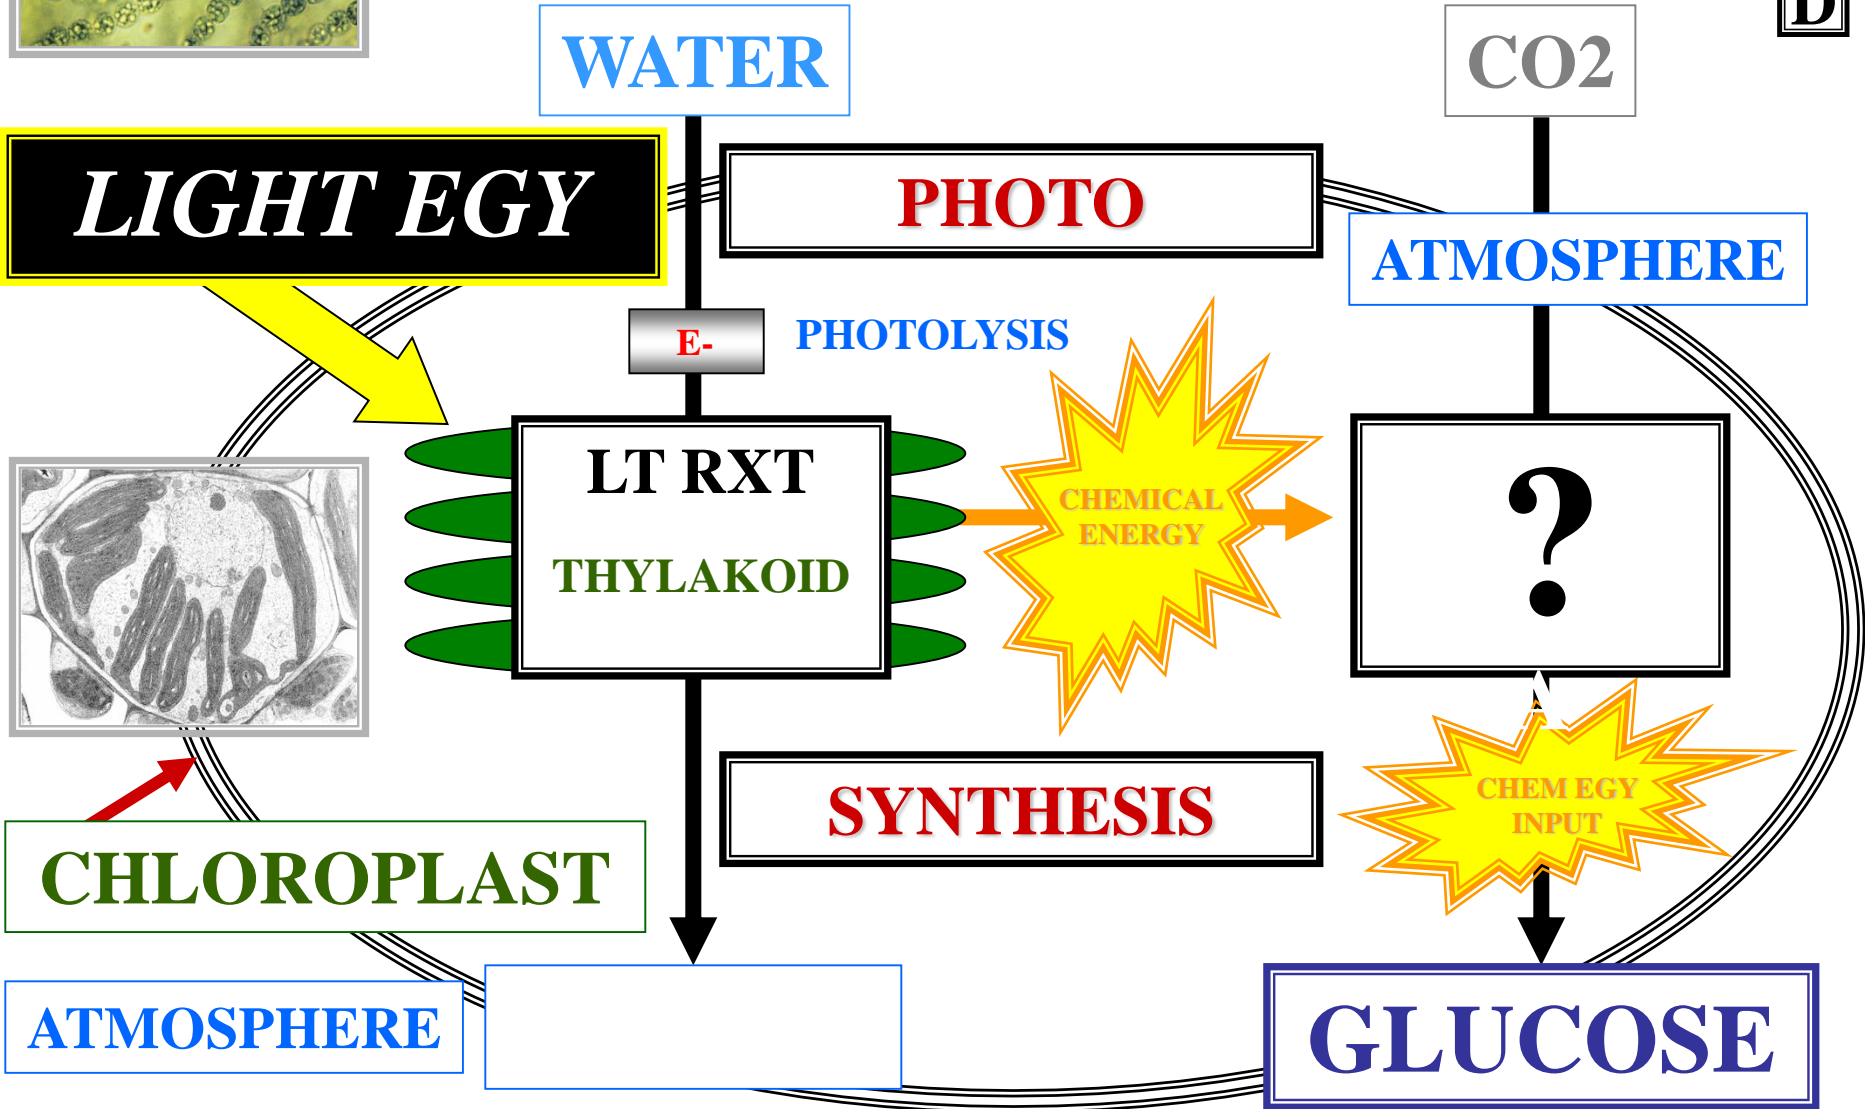 D
WATER
CO2
LIGHT EGY
PHOTO
ATMOSPHERE
E-
PHOTOLYSIS
LT RXT
THYLAKOID
CHEMICAL
ENERGY
?
SYNTHESIS
CHEM EGY
INPUT
CHLOROPLAST
ATMOSPHERE
GLUCOSE